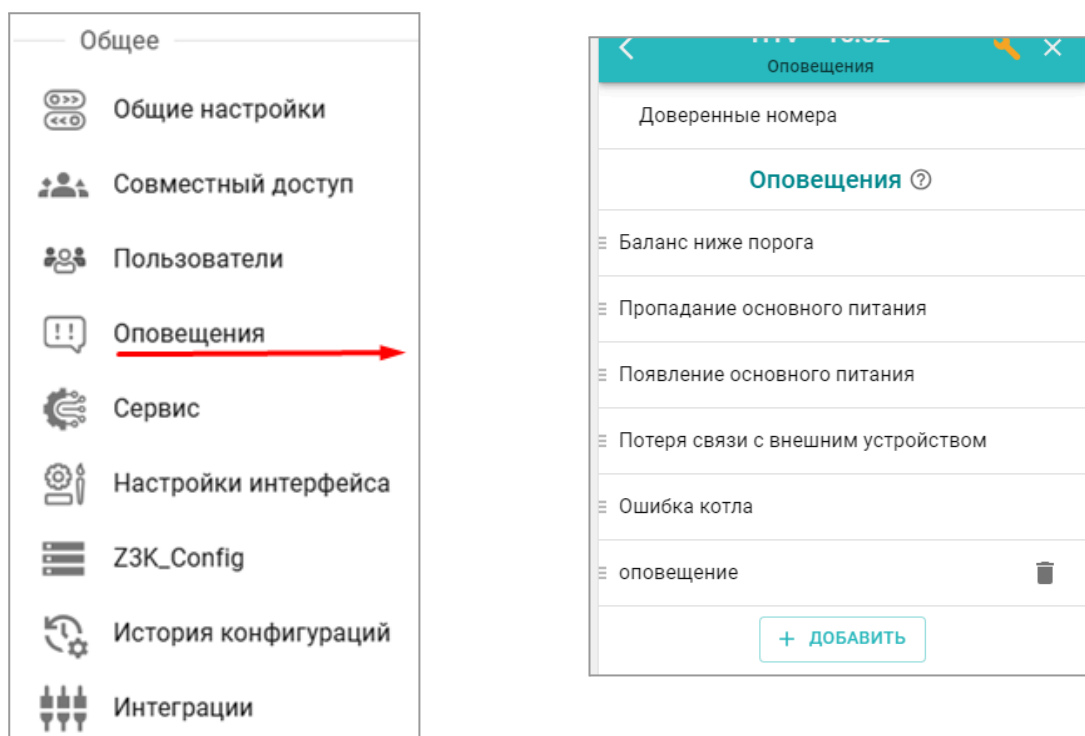 Общее
Общие настройки
Совместный доступ
Пользователи
Оповещения
Сервис
Настройки интерфейса
Z3K_Config
История конфигураций
Интеграции
Оповещения
Доверенные номера
Оповещения
Баланс ниже порога
Пропадание основного питания
Появление основного питания
Потеря связи с внешним устройством
Ошибка котла
оповещение
+ ДОБАВИТЬ